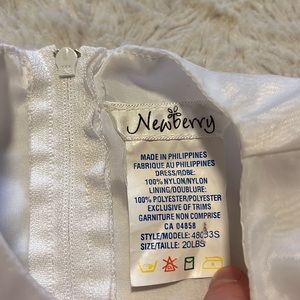 Newberry
MADE IN PHILIPPINES
FABRIQUE AU PHILIPPINES
DRESS/ROBE:
100% NYLON/NYLON
LINING/DOUBLURE:
100% POLYESTER/POLYESTER
EXCLUSIVE OF TRIMS
GARNITURE NON COMPRISE
CA 04858
STYLE/MODELE: 48033S
SIZE/TAILLE: 20LBS